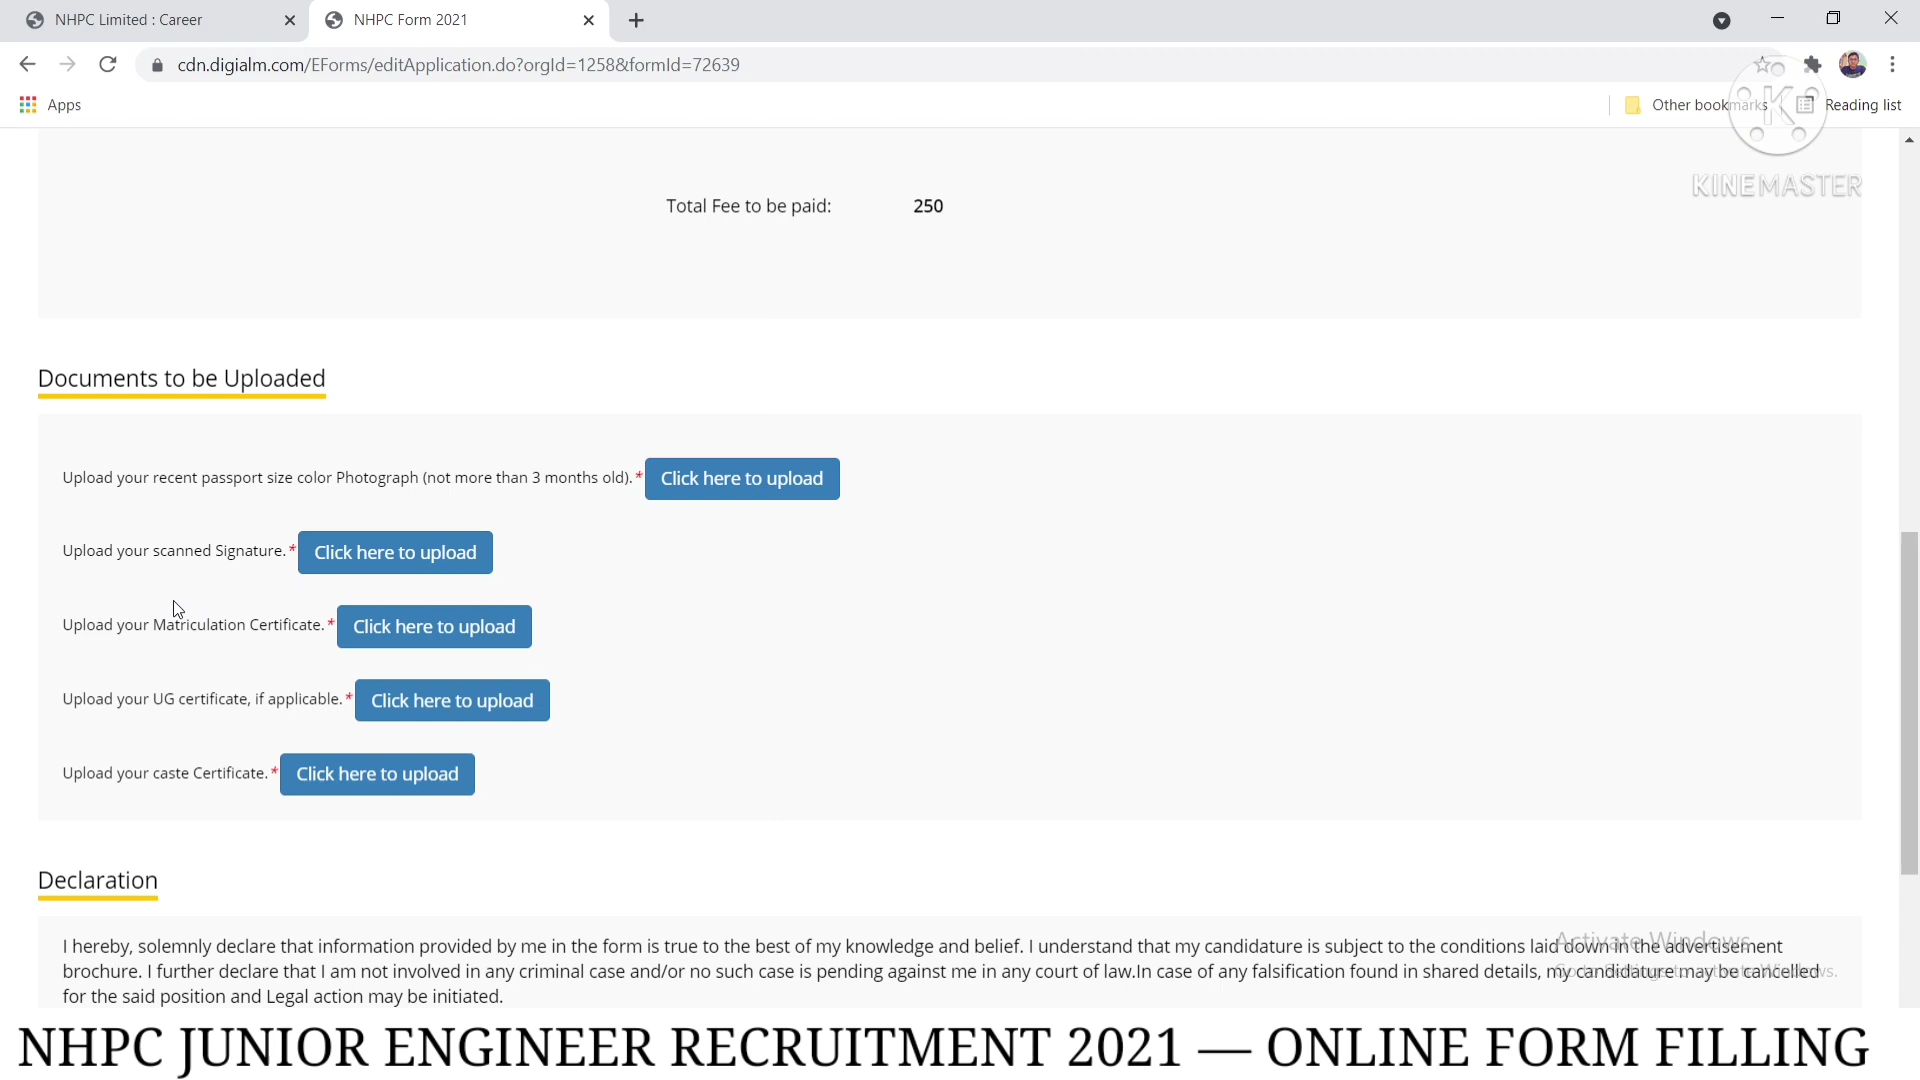 NHPC Limited : Career
NHPC Form 2021
cdn.digialm.com/EForms/editApplication.do?orgId=1258&formId=72639
Apps
Other bookmarks
Reading list
K
KINEMASTER
Total Fee to be paid: 250
Documents to be Uploaded
Upload your recent passport size color Photograph (not more than 3 months old).* Click here to upload
Upload your scanned Signature.* Click here to upload
Upload your Matriculation Certificate.* Click here to upload
Upload your UG certificate, if applicable.* Click here to upload
Upload your caste Certificate.* Click here to upload
Declaration
I hereby, solemnly declare that information provided by me in the form is true to the best of my knowledge and belief. I understand that my candidature is subject to the conditions laid down in the advertisement
brochure. I further declare that I am not involved in any criminal case and/or no such case is pending against me in any court of law.In case of any falsification found in shared details, my candidature may be cancelled
for the said position and Legal action may be initiated.
Activate Windows
Go to Settings to activate Windows.
NHPC JUNIOR ENGINEER RECRUITMENT 2021 — ONLINE FORM FILLING